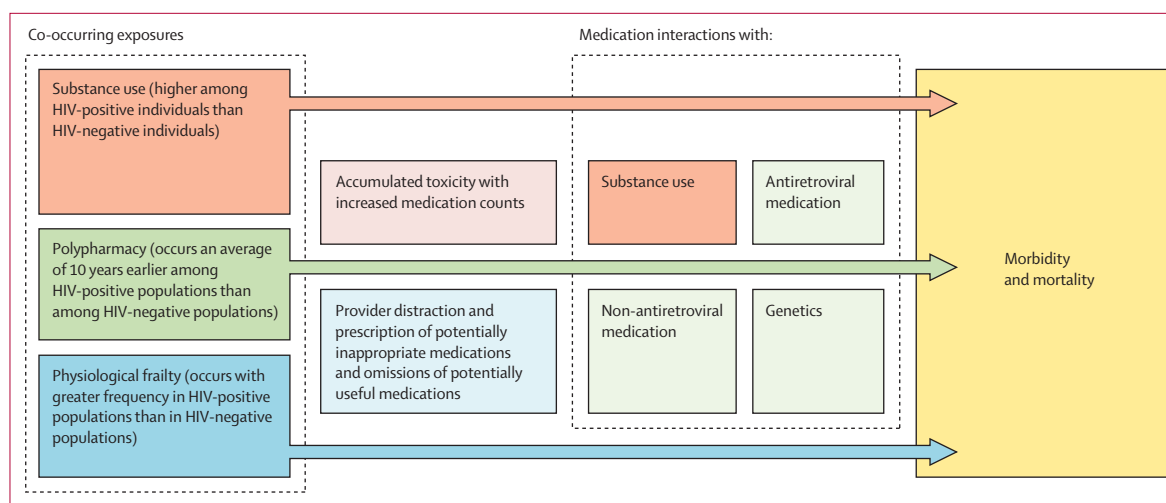 Co-occurring exposures
Medication interactions with:
Substance use (higher among
HIV-positive individuals than
HIV-negative individuals)
Polypharmacy (occurs an average
of 10 years earlier among
HIV-positive populations than
among HIV-negative populations)
Physiological frailty (occurs with
greater frequency in HIV-positive
populations than in HIV-negative
populations)
Accumulated toxicity with
increased medication counts
Provider distraction and
prescription of potentially
inappropriate medications
and omissions of potentially
useful medications
Substance use
Antiretroviral
medication
Non-antiretroviral
medication
Genetics
Morbidity
and mortality